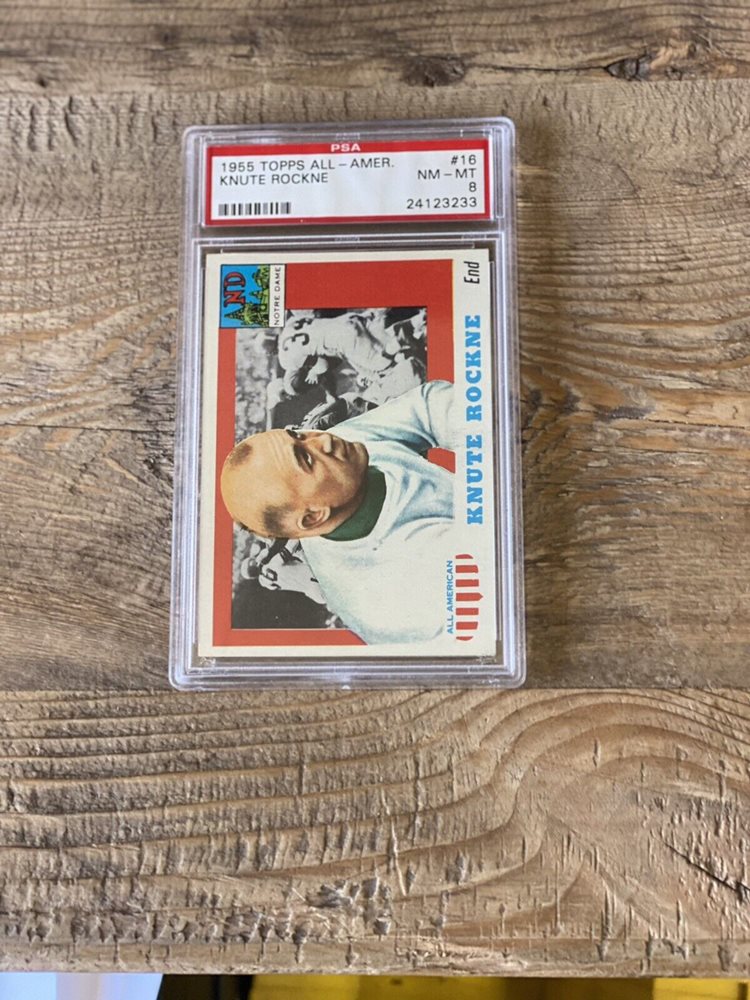 PSA
1955 TOPPS ALL-AMER. #16
KNUTE ROCKNE NM-MT
8
24123233
ND
NOTRE DAME
End
KNUTE ROCKNE
ALL AMERICAN